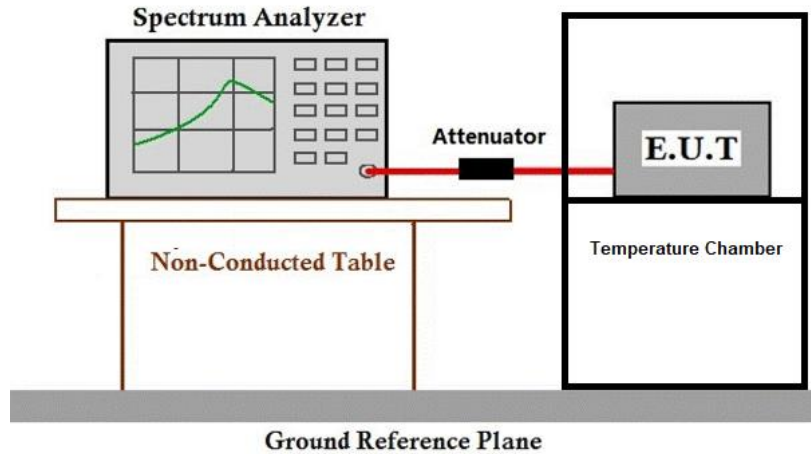 Spectrum Analyzer
Attenuator
E.U.T
Non-Conducted Table
Temperature Chamber
Ground Reference Plane